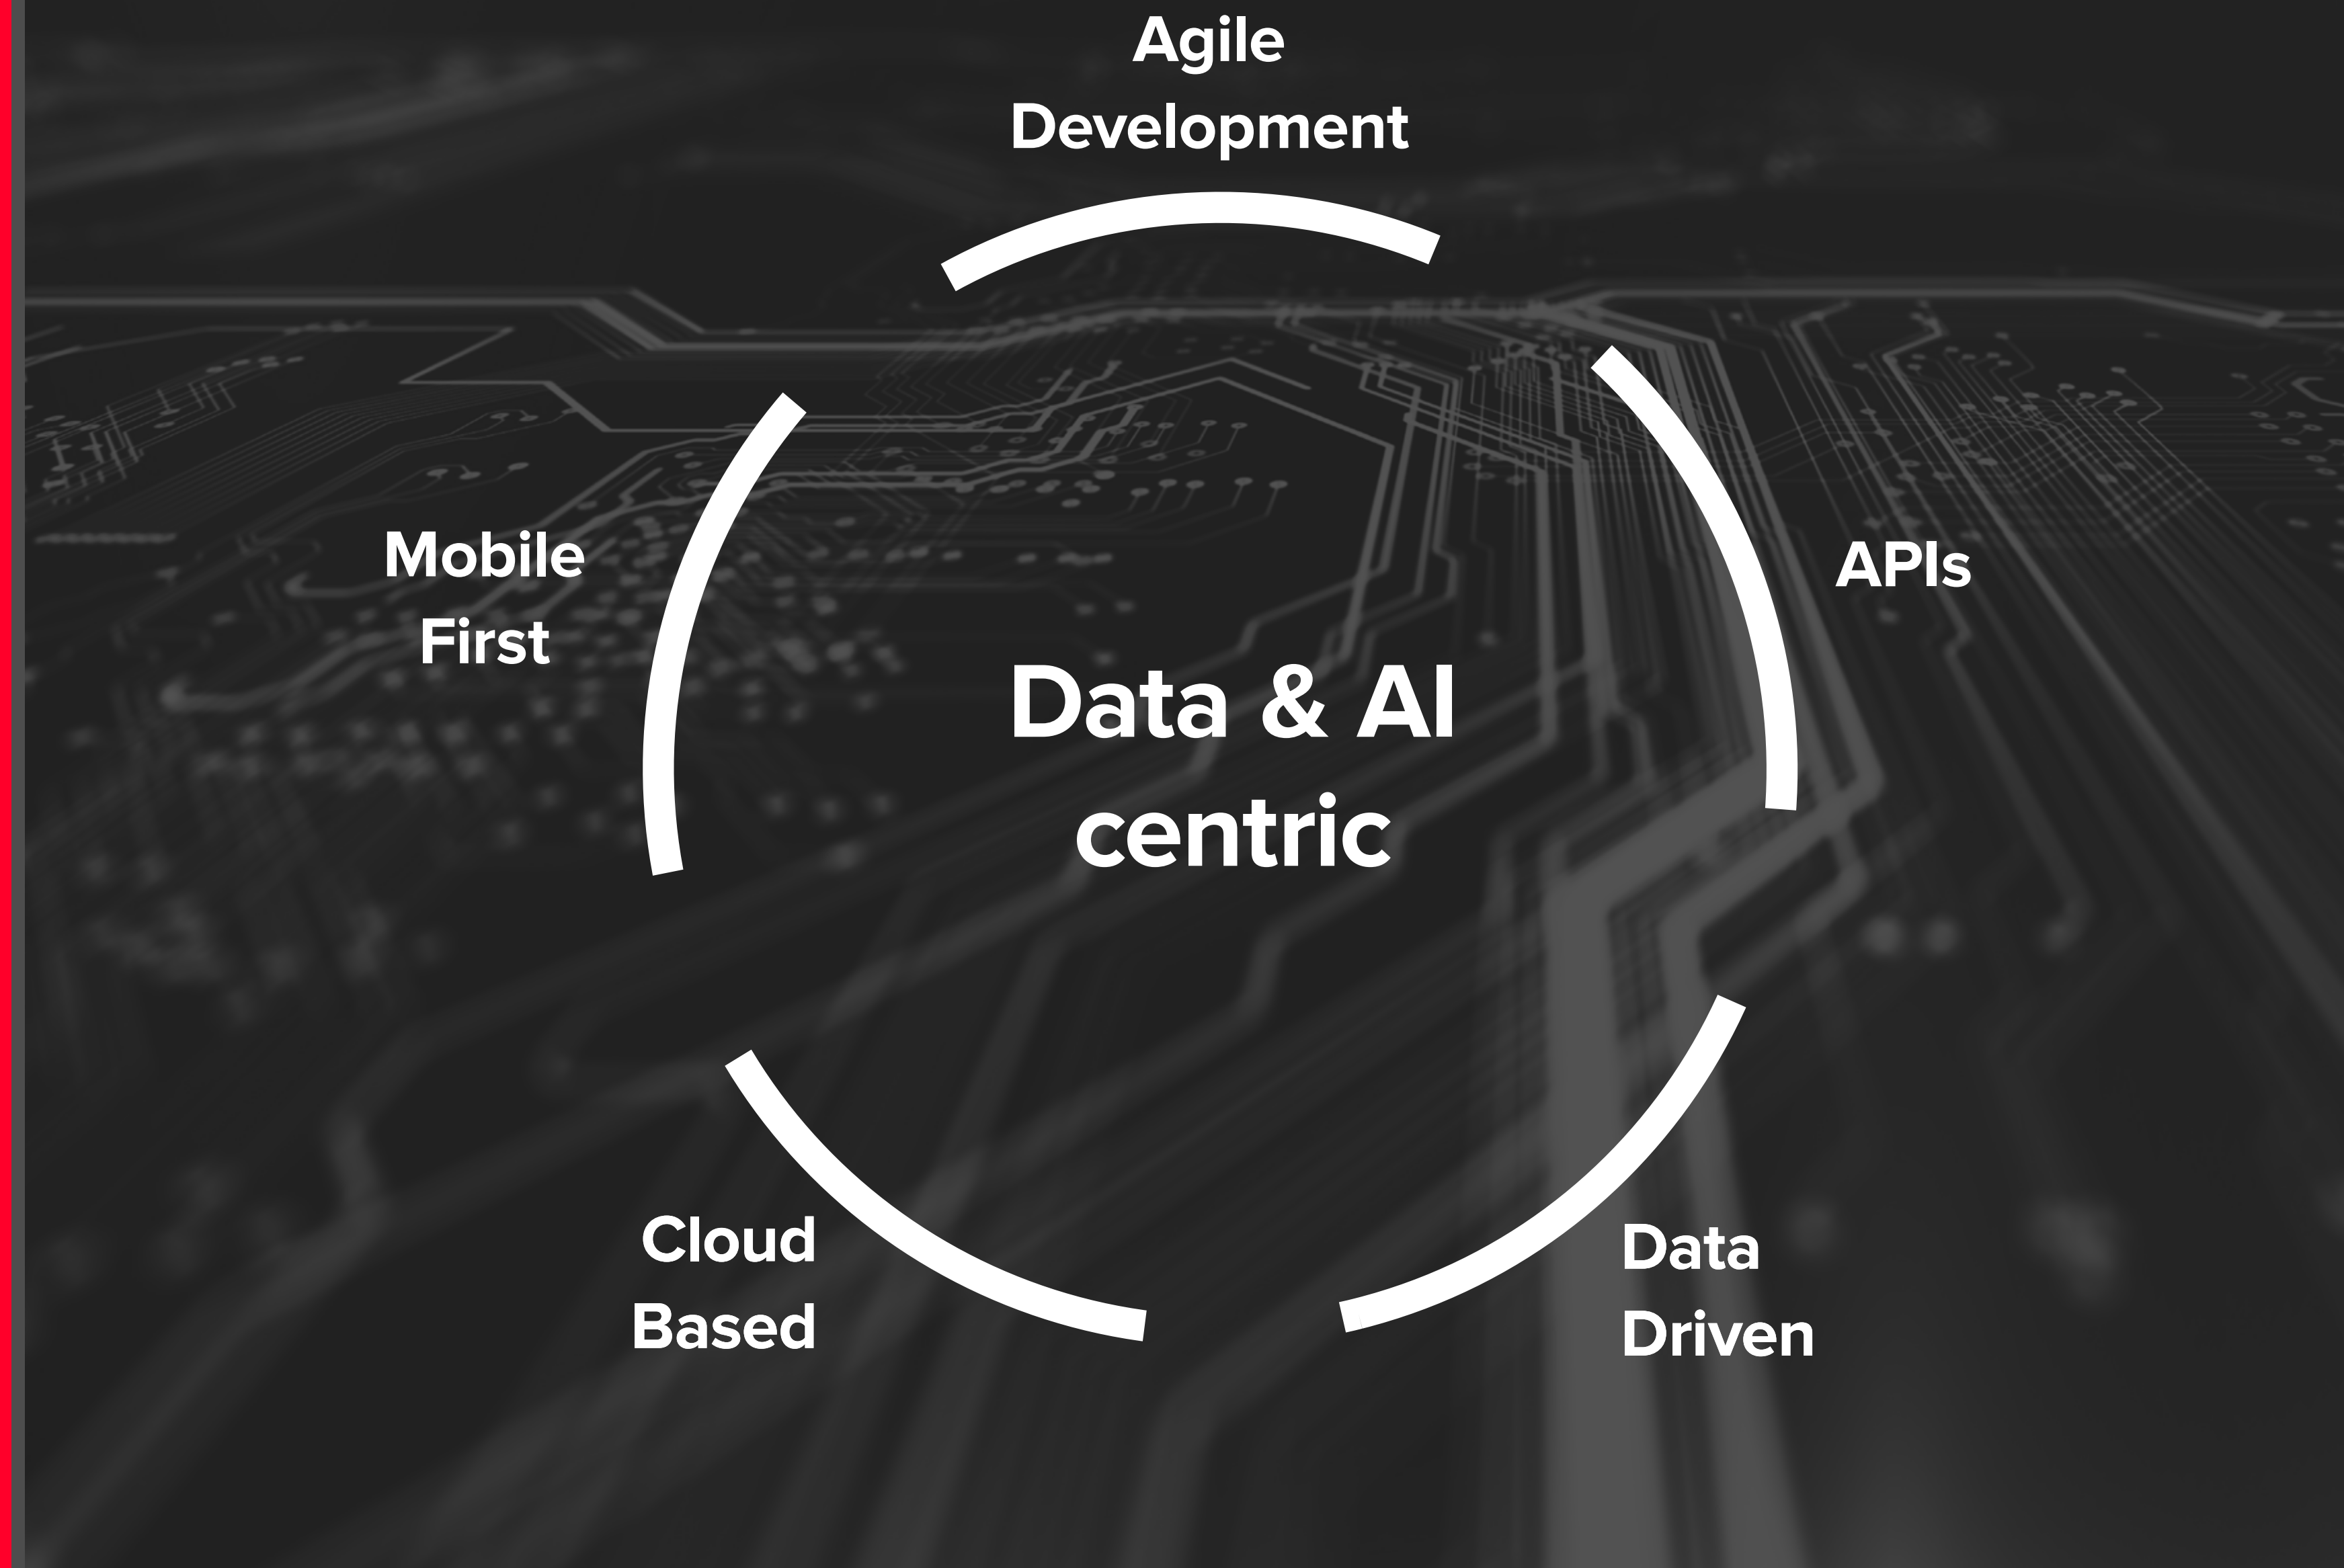 Agile
Development
Mobile
First
APIs
Data & AI
centric
Cloud
Based
Data
Driven